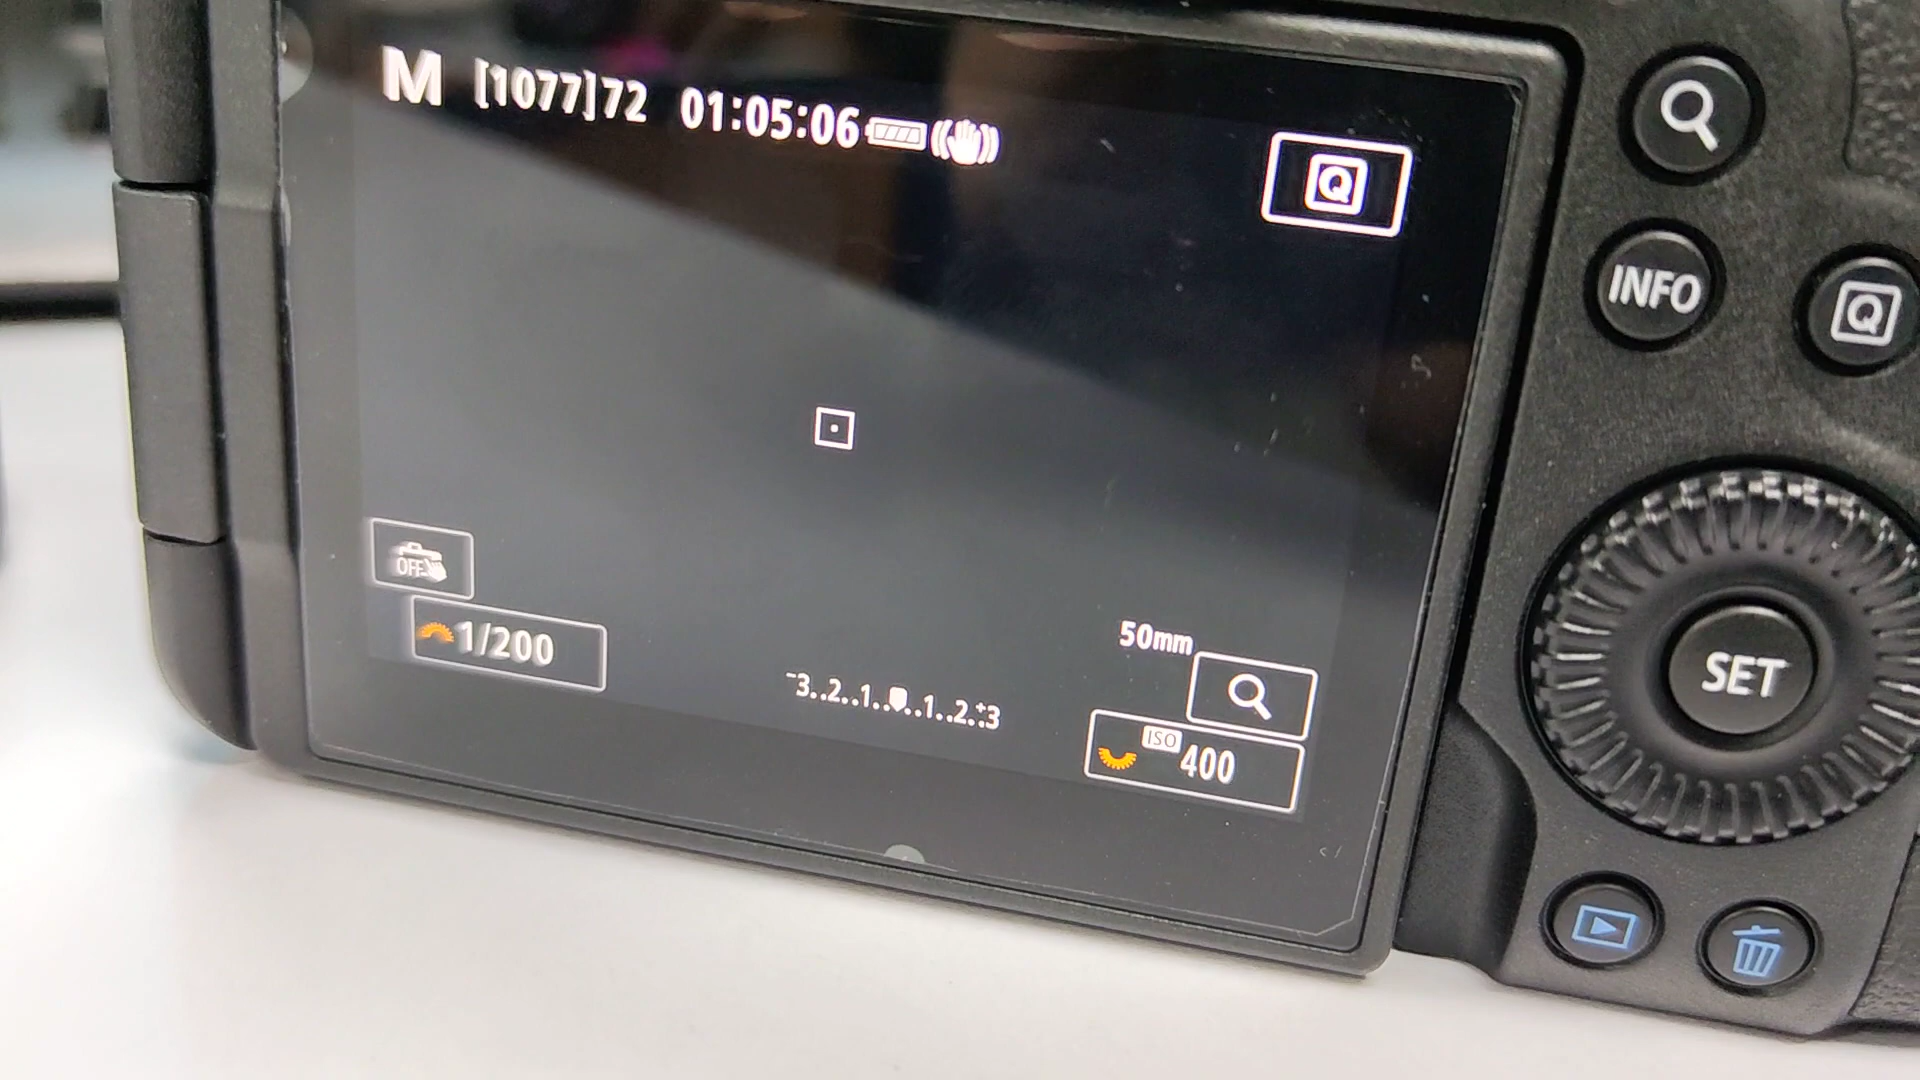 M [1077]72 01:05:06
Q
INFO
Q
OFF
1/200
50mm
-3..2..1....1..2.+3
ISO 400
SET